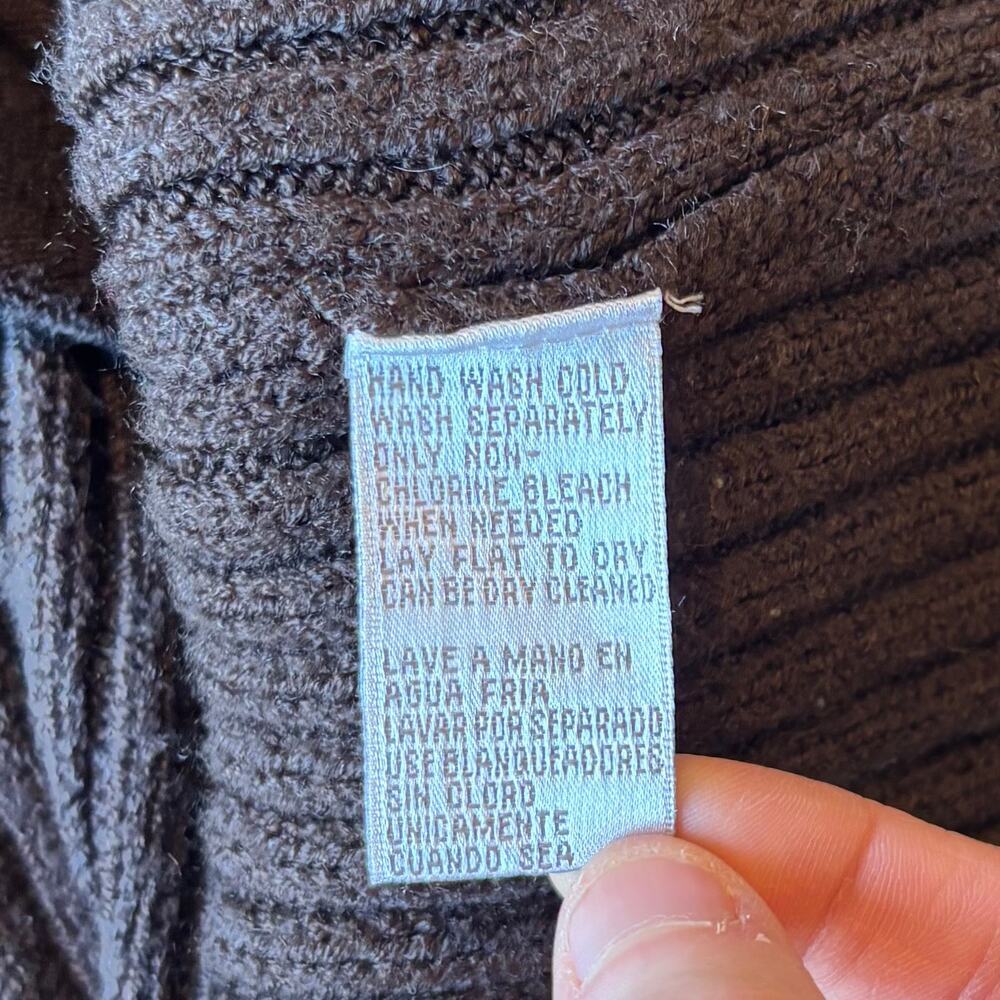 HAND WASH COLD
WASH SEPARATELY
ONLY NON-
CHLORINE BLEACH
WHEN NEEDED
LAY FLAT TO DRY
CAN BE DRY CLEANED
LAVE A MANO EN
AGUA FRIA
LAVAR POR SEPARADO
USE BLANQUEADORES
SIN CLORO
UNICAMENTE
CUANDO SEA